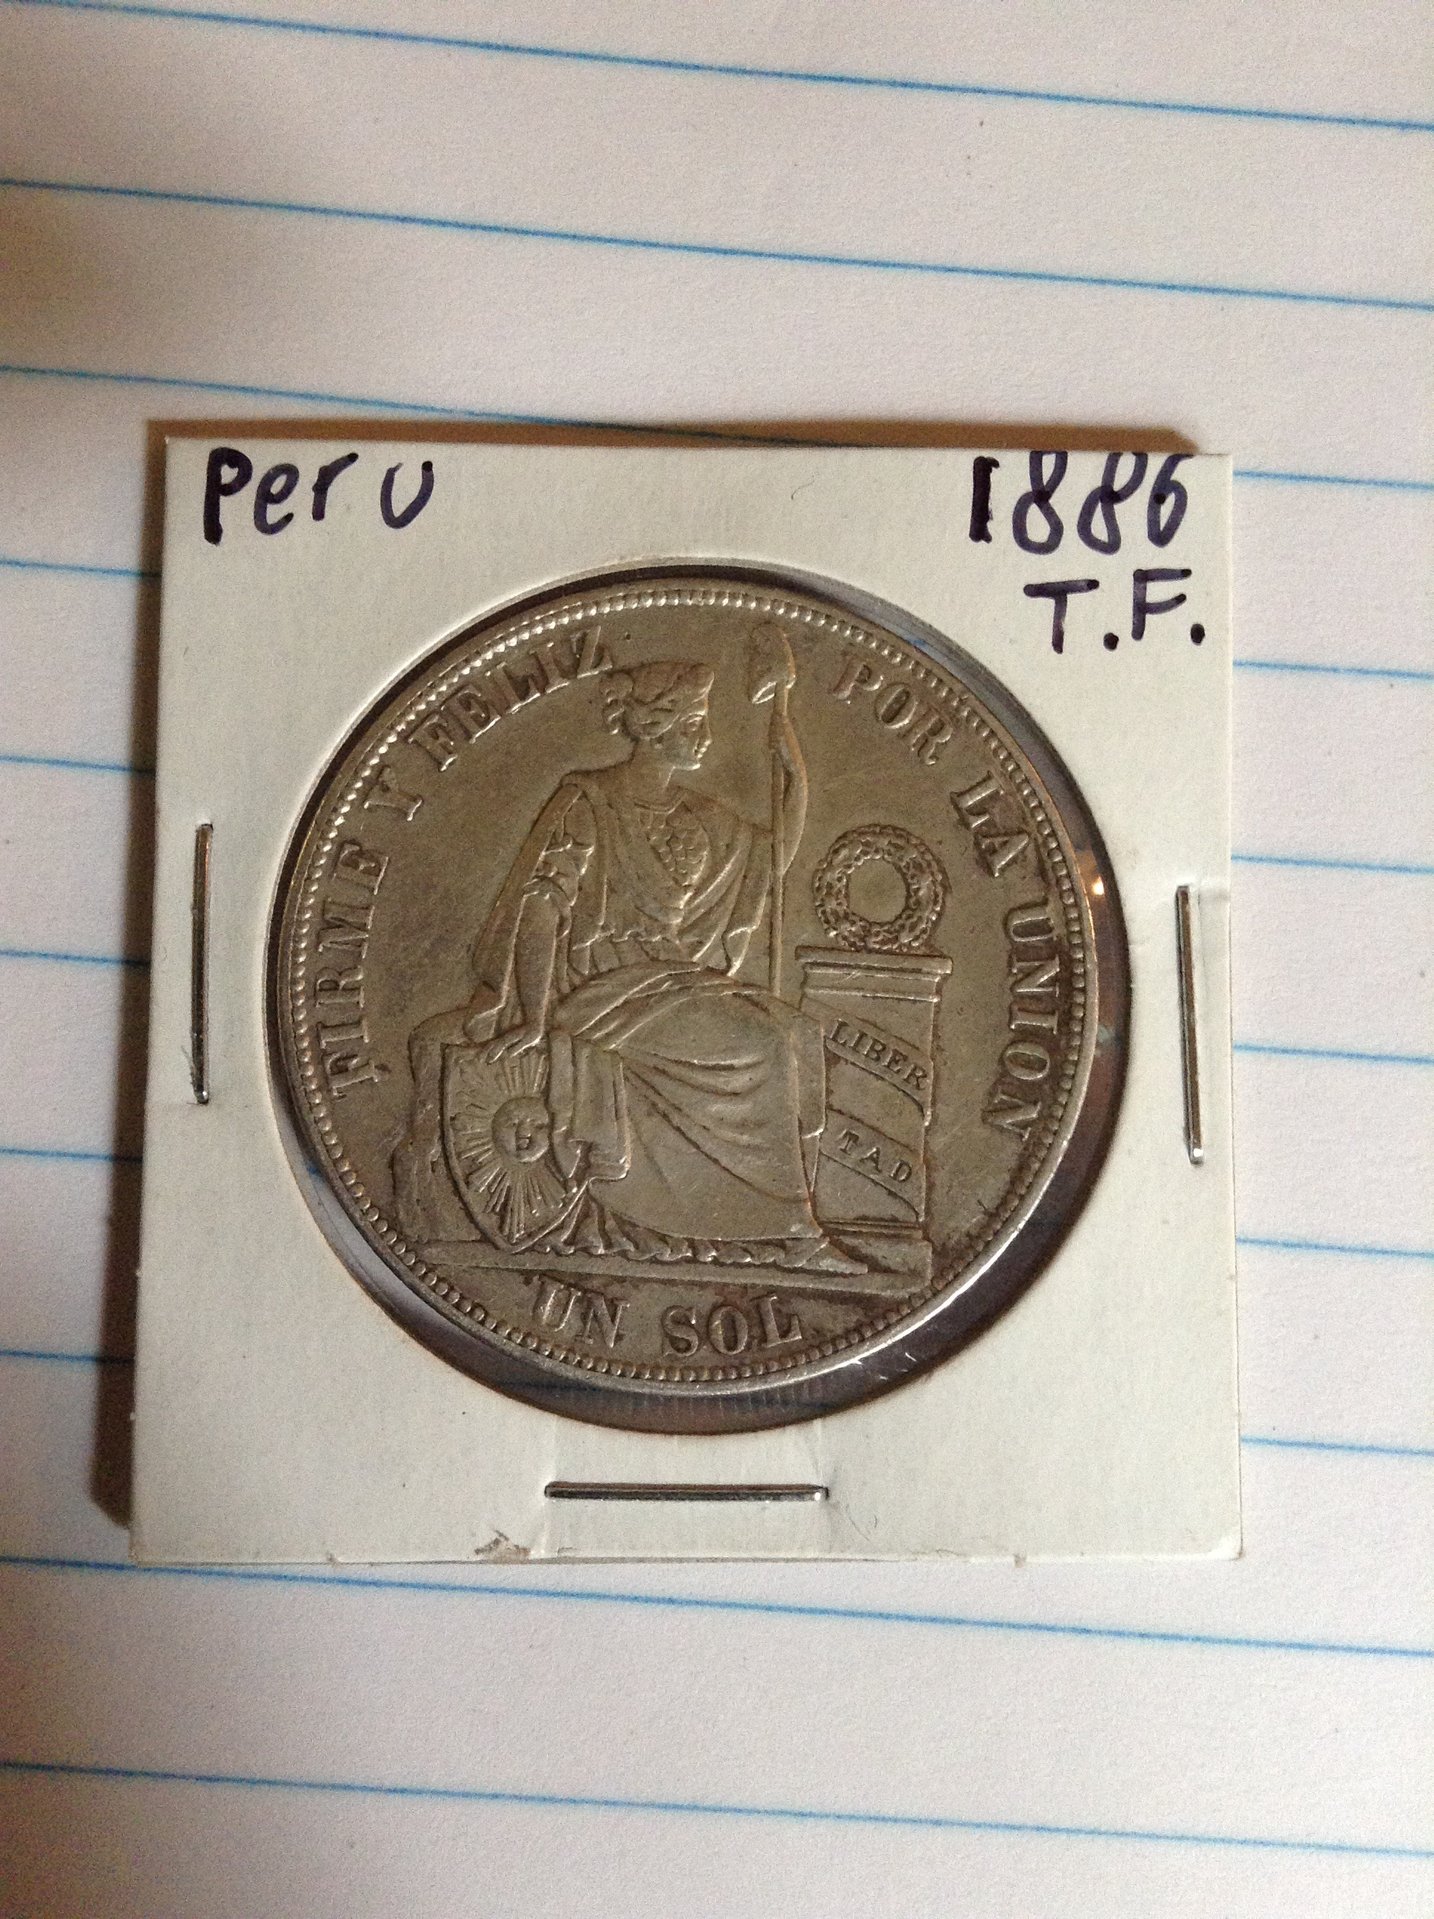 Peru 1886
T.F.
FIRME Y FELIZ POR LA UNION
LIBER
TAD
UN SOL